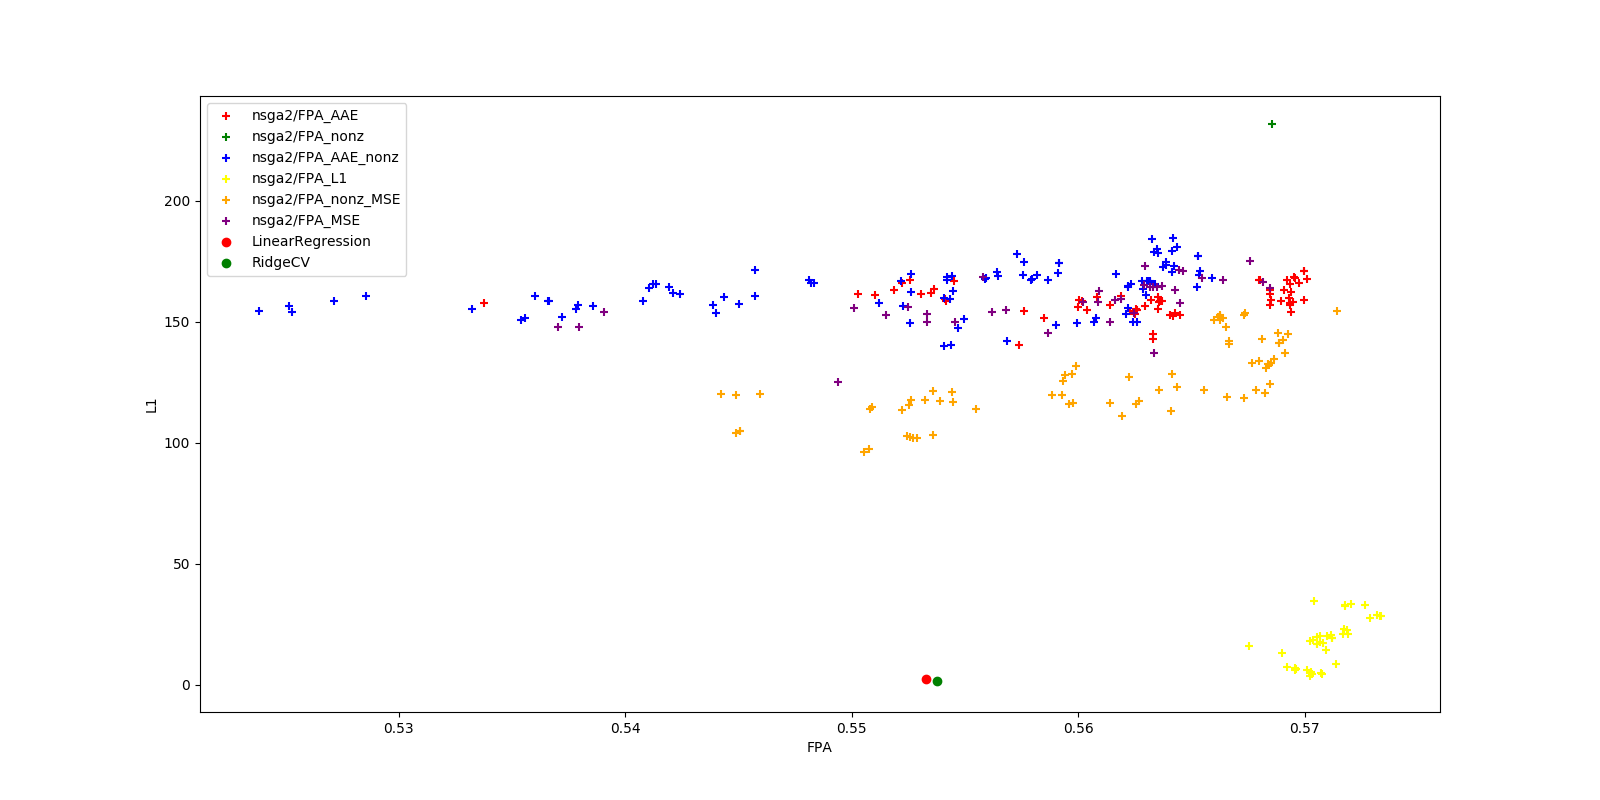 nsga2/FPA_AAE
nsga2/FPA_nonz
nsga2/FPA_AAE_nonz
nsga2/FPA_L1
nsga2/FPA_nonz_MSE
nsga2/FPA_MSE
LinearRegression
RidgeCV
200
150
100
50
0
L1
0.53 0.54 0.55 0.56 0.57
FPA